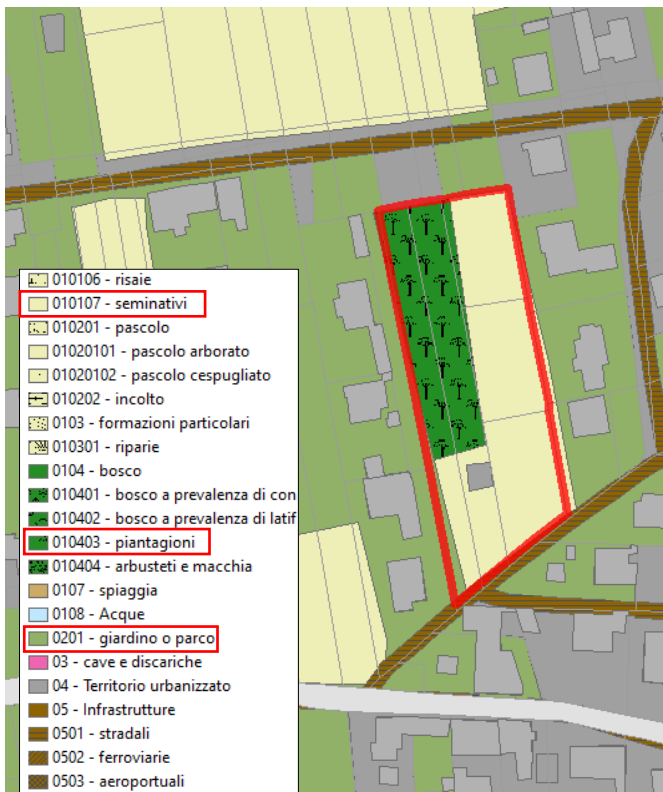 010106 - risaie
010107 - seminativi
010201 - pascolo
01020101 - pascolo arborato
01020102 - pascolo cespugliato
010202 - incolto
0103 - formazioni particolari
010301 - riparie
0104 - bosco
010401 - bosco a prevalenza di con
010402 - bosco a prevalenza di latif
010403 - piantagioni
010404 - arbusteti e macchia
0107 - spiaggia
0108 - Acque
0201 - giardino o parco
03 - cave e discariche
04 - Territorio urbanizzato
05 - Infrastrutture
0501 - stradali
0502 - ferroviarie
0503 - aeroportuali